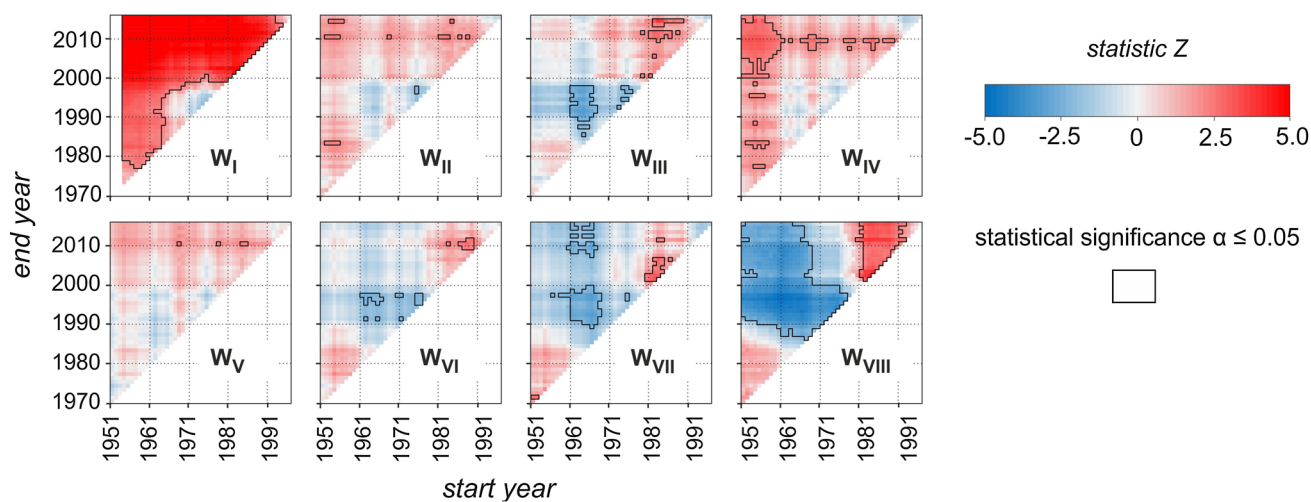 2010
2000
1990
1980
1970
W_I
W_II
W_III
W_IV
statistic Z
-5.0 -2.5 0 2.5 5.0
2010
2000
1990
1980
1970
W_V
W_VI
W_VII
W_VIII
statistical significance α ≤ 0.05
end year
1951 1961 1971 1981 1991
1951 1961 1971 1981 1991
1951 1961 1971 1981 1991
1951 1961 1971 1981 1991
start year